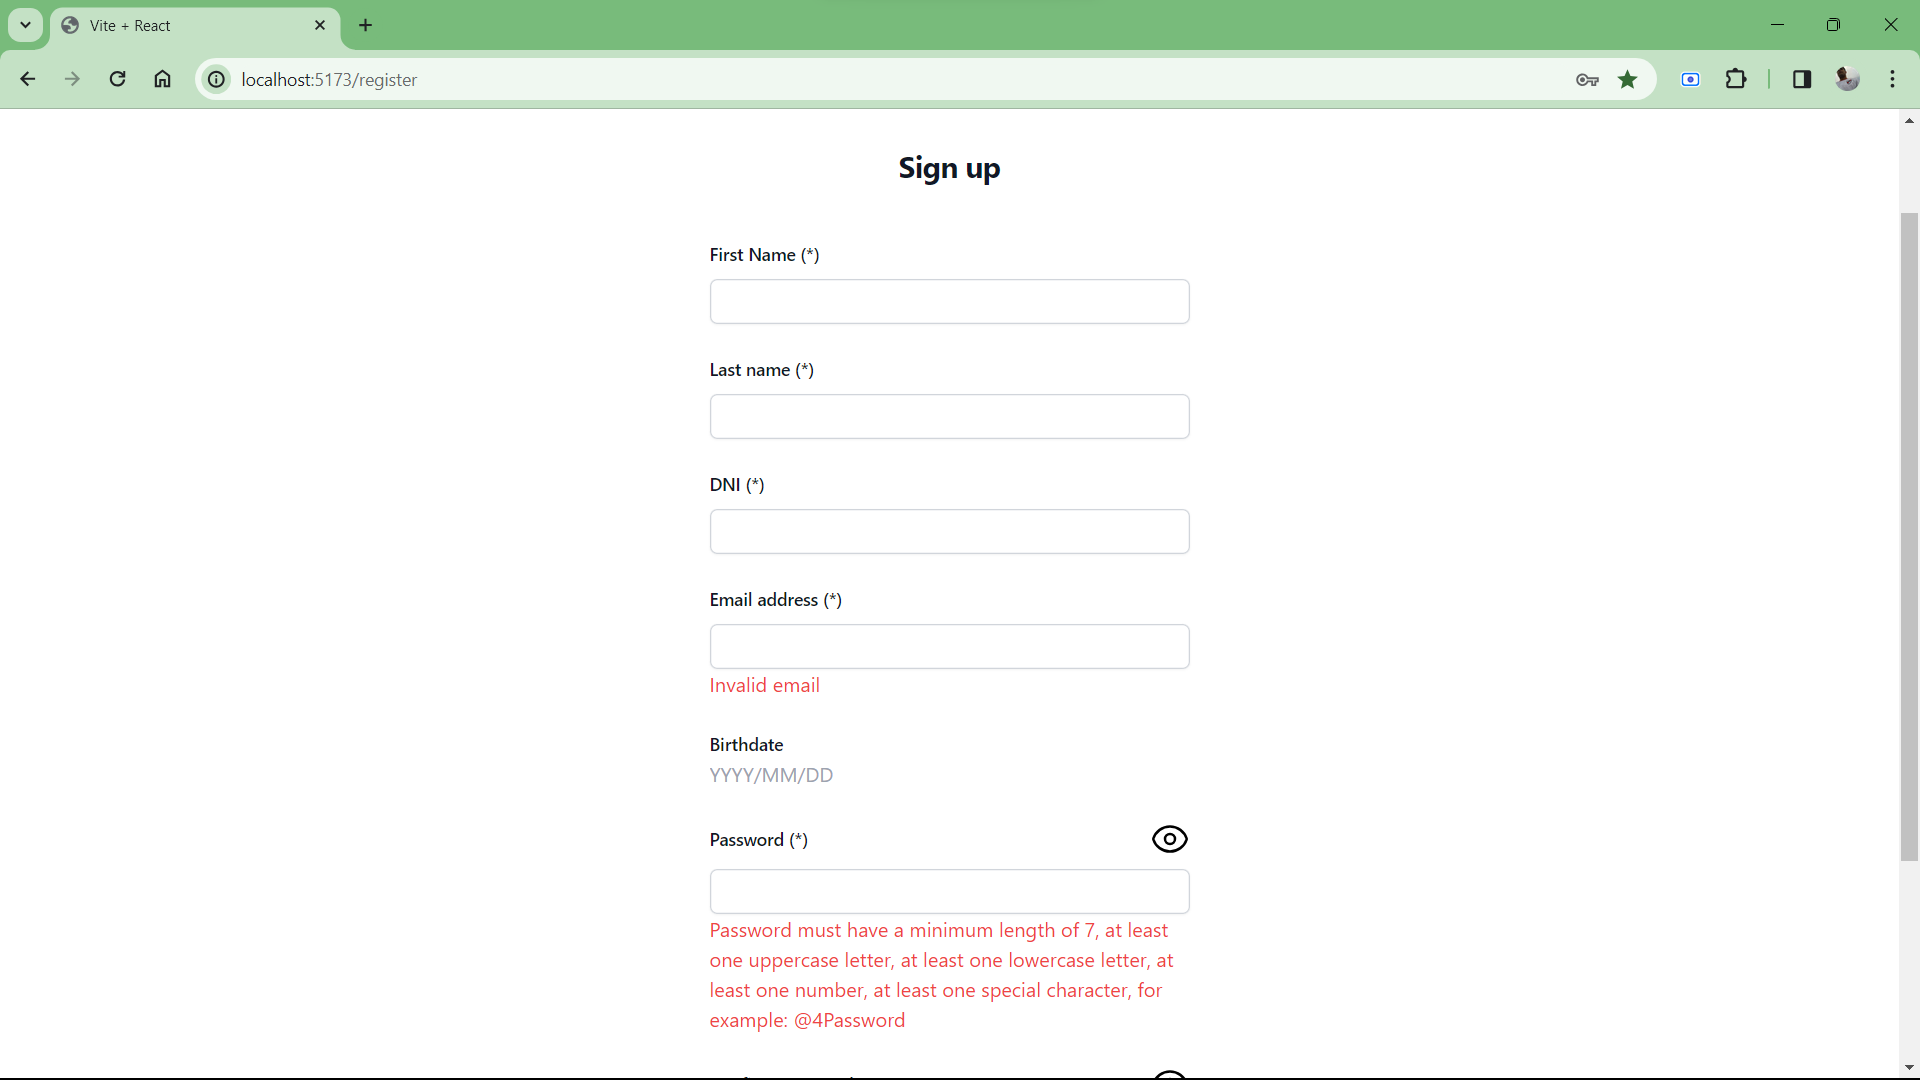 Vite + React
localhost:5173/register
Sign up
First Name (*)
Last name (*)
DNI (*)
Email address (*)
Invalid email
Birthdate
YYYY/MM/DD
Password (*)
Password must have a minimum length of 7, at least
one uppercase letter, at least one lowercase letter, at
least one number, at least one special character, for
example: @4Password